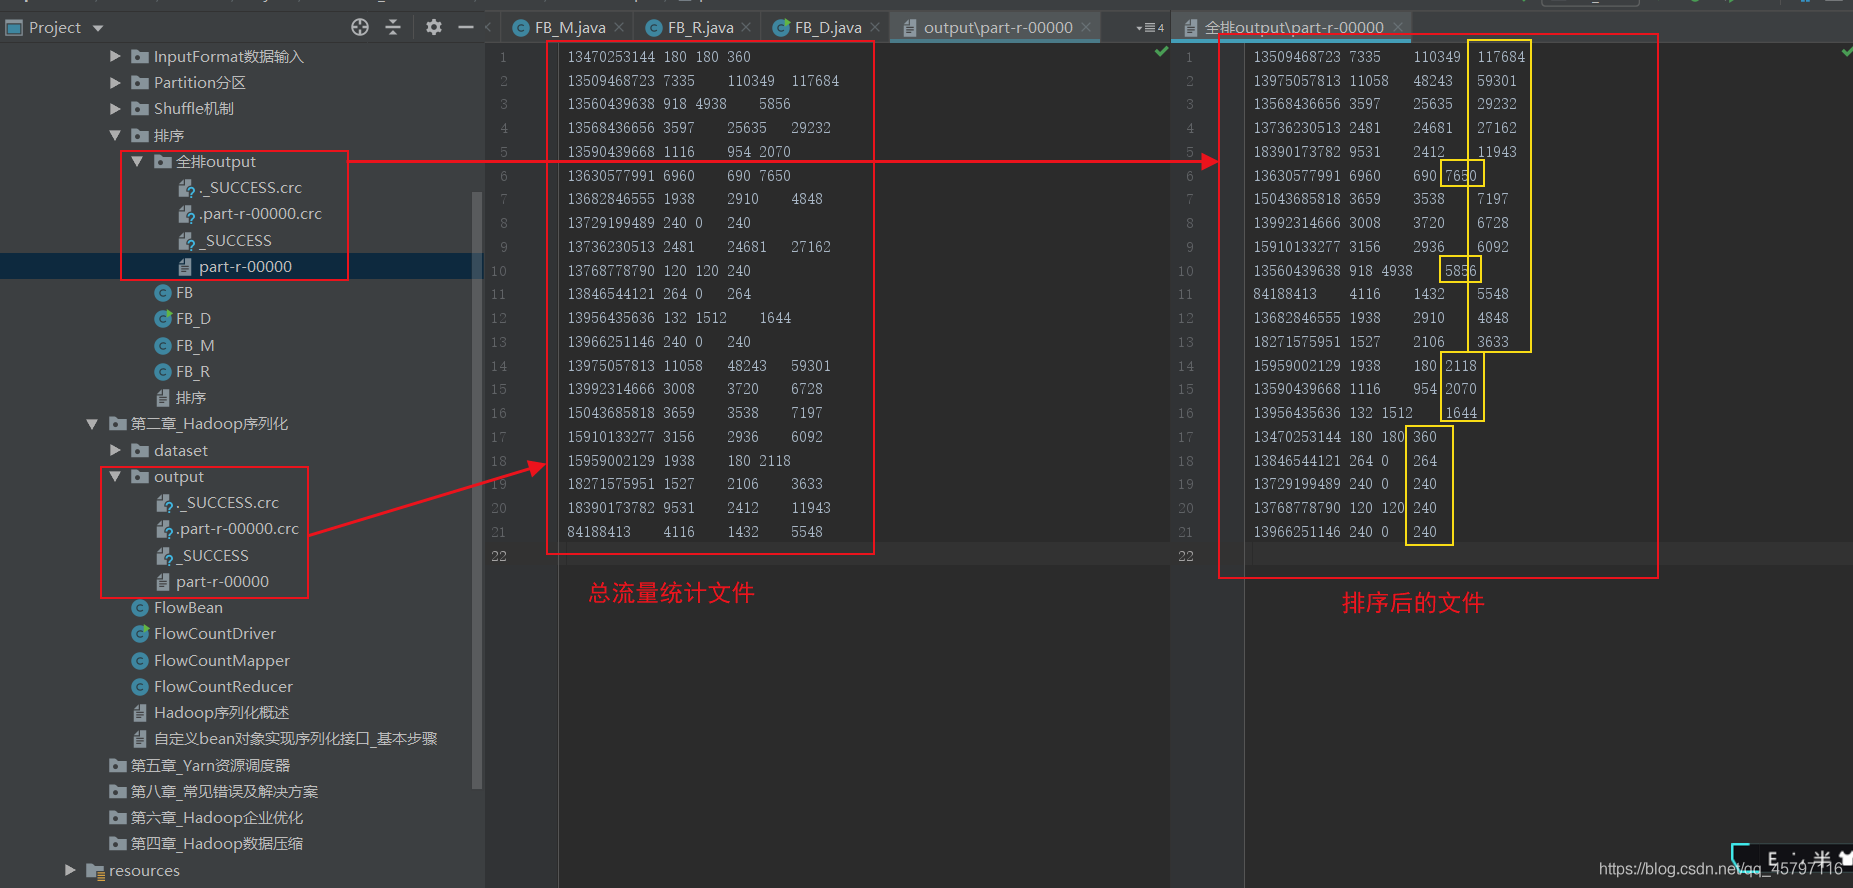 Project
InputFormat数据输入
Partition分区
Shuffle机制
排序
全排output
._SUCCESS.crc
.part-r-00000.crc
_SUCCESS
part-r-00000
FB
FB_D
FB_M
FB_R
排序
第二章_Hadoop序列化
dataset
output
._SUCCESS.crc
.part-r-00000.crc
_SUCCESS
part-r-00000
FlowBean
FlowCountDriver
FlowCountMapper
FlowCountReducer
Hadoop序列化概述
自定义bean对象实现序列化接口_基本步骤
第五章_Yarn资源调度器
第八章_常见错误及解决方案
第六章_Hadoop企业优化
第四章_Hadoop数据压缩
resources
FB_M.java
FB_R.java
FB_D.java
output\part-r-00000
4
1 13470253144 180 180 360
2 13509468723 7335 110349 117684
3 13560439638 918 4938 5856
4 13568436656 3597 25635 29232
5 13590439668 1116 954 2070
6 13630577991 6960 690 7650
7 13682846555 1938 2910 4848
8 13729199489 240 0 240
9 13736230513 2481 24681 27162
10 13768778790 120 120 240
11 13846544121 264 0 264
12 13956435636 132 1512 1644
13 13966251146 240 0 240
14 13975057813 11058 48243 59301
15 13992314666 3008 3720 6728
16 15043685818 3659 3538 7197
17 15910133277 3156 2936 6092
18 15959002129 1938 180 2118
19 18271575951 1527 2106 3633
20 18390173782 9531 2412 11943
21 84188413 4116 1432 5548
22
总流量统计文件
全排output\part-r-00000
1 13509468723 7335 110349 117684
2 13975057813 11058 48243 59301
3 13568436656 3597 25635 29232
4 13736230513 2481 24681 27162
5 18390173782 9531 2412 11943
6 13630577991 6960 690 7650
7 15043685818 3659 3538 7197
8 13992314666 3008 3720 6728
9 15910133277 3156 2936 6092
10 13560439638 918 4938 5856
11 84188413 4116 1432 5548
12 13682846555 1938 2910 4848
13 18271575951 1527 2106 3633
14 15959002129 1938 180 2118
15 13590439668 1116 954 2070
16 13956435636 132 1512 1644
17 13470253144 180 180 360
18 13846544121 264 0 264
19 13729199489 240 0 240
20 13768778790 120 120 240
21 13966251146 240 0 240
22
排序后的文件
E 半
https://blog.csdn.net/qq_45797116